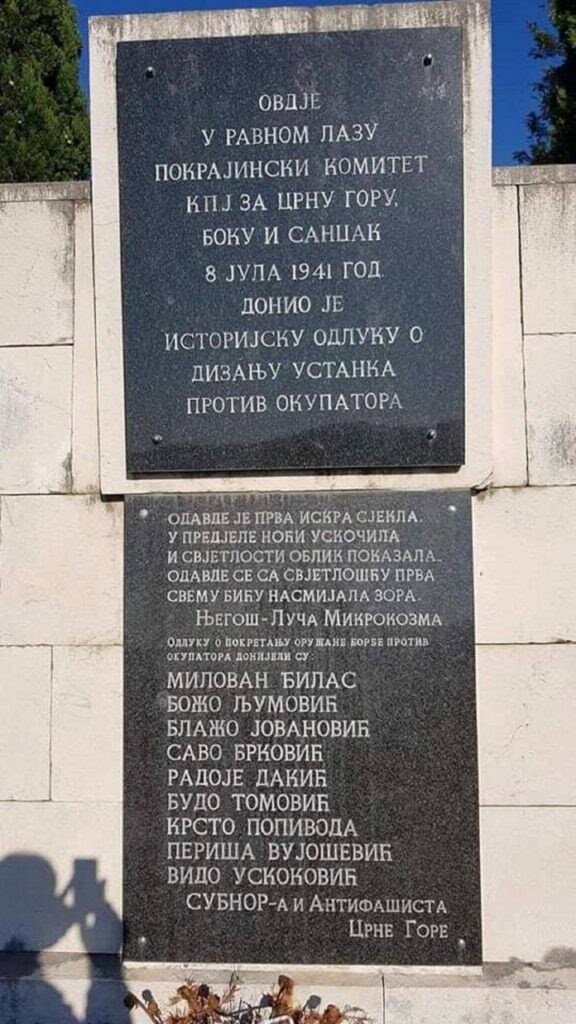 ОВДЈЕ
У РАВНОМ ЛАЗУ
ПОКРАЈИНСКИ КОМИТЕТ
КПЈ ЗА ЦРНУ ГОРУ,
БОКУ И САНЏАК
8 ЈУЛА 1941 ГОД.
ДОНИО ЈЕ
ИСТОРИЈСКУ ОДЛУКУ О
ДИЗАЊУ УСТАНКА
ПРОТИВ ОКУПАТОРА
ОДАВДЕ ЈЕ ПРВА ИСКРА СЈЕКЛА,
У ПРЕДЈЕЛЕ НОЋИ УСКОЧИЛА
И СВЈЕТЛОСТИ ОБЛИК ПОКАЗАЛА...
ОДАВДЕ СЕ СА СВЈЕТЛОШЋУ ПРВА
СВЕМУ БИЋУ НАСМИЈАЛА ЗОРА.
ЊЕГОШ-ЛУЧА МИКРОКОЗМА
ОДЛУКУ О ПОКРЕТАЊУ ОРУЖАНЕ БОРБЕ ПРОТИВ
ОКУПАТОРА ДОНИЈЕЛИ СУ:
МИЛОВАН ЂИЛАС
БОЖО ЉУМОВИЋ
БЛАЖО ЈОВАНОВИЋ
САВО БРКОВИЋ
РАДОЈЕ ДАКИЋ
БУДО ТОМОВИЋ
КРСТО ПОПИВОДА
ПЕРИША ВУЈОШЕВИЋ
ВИДО УСКОКОВИЋ
СУБНОР-А И АНТИФАШИСТА
ЦРНЕ ГОРЕ